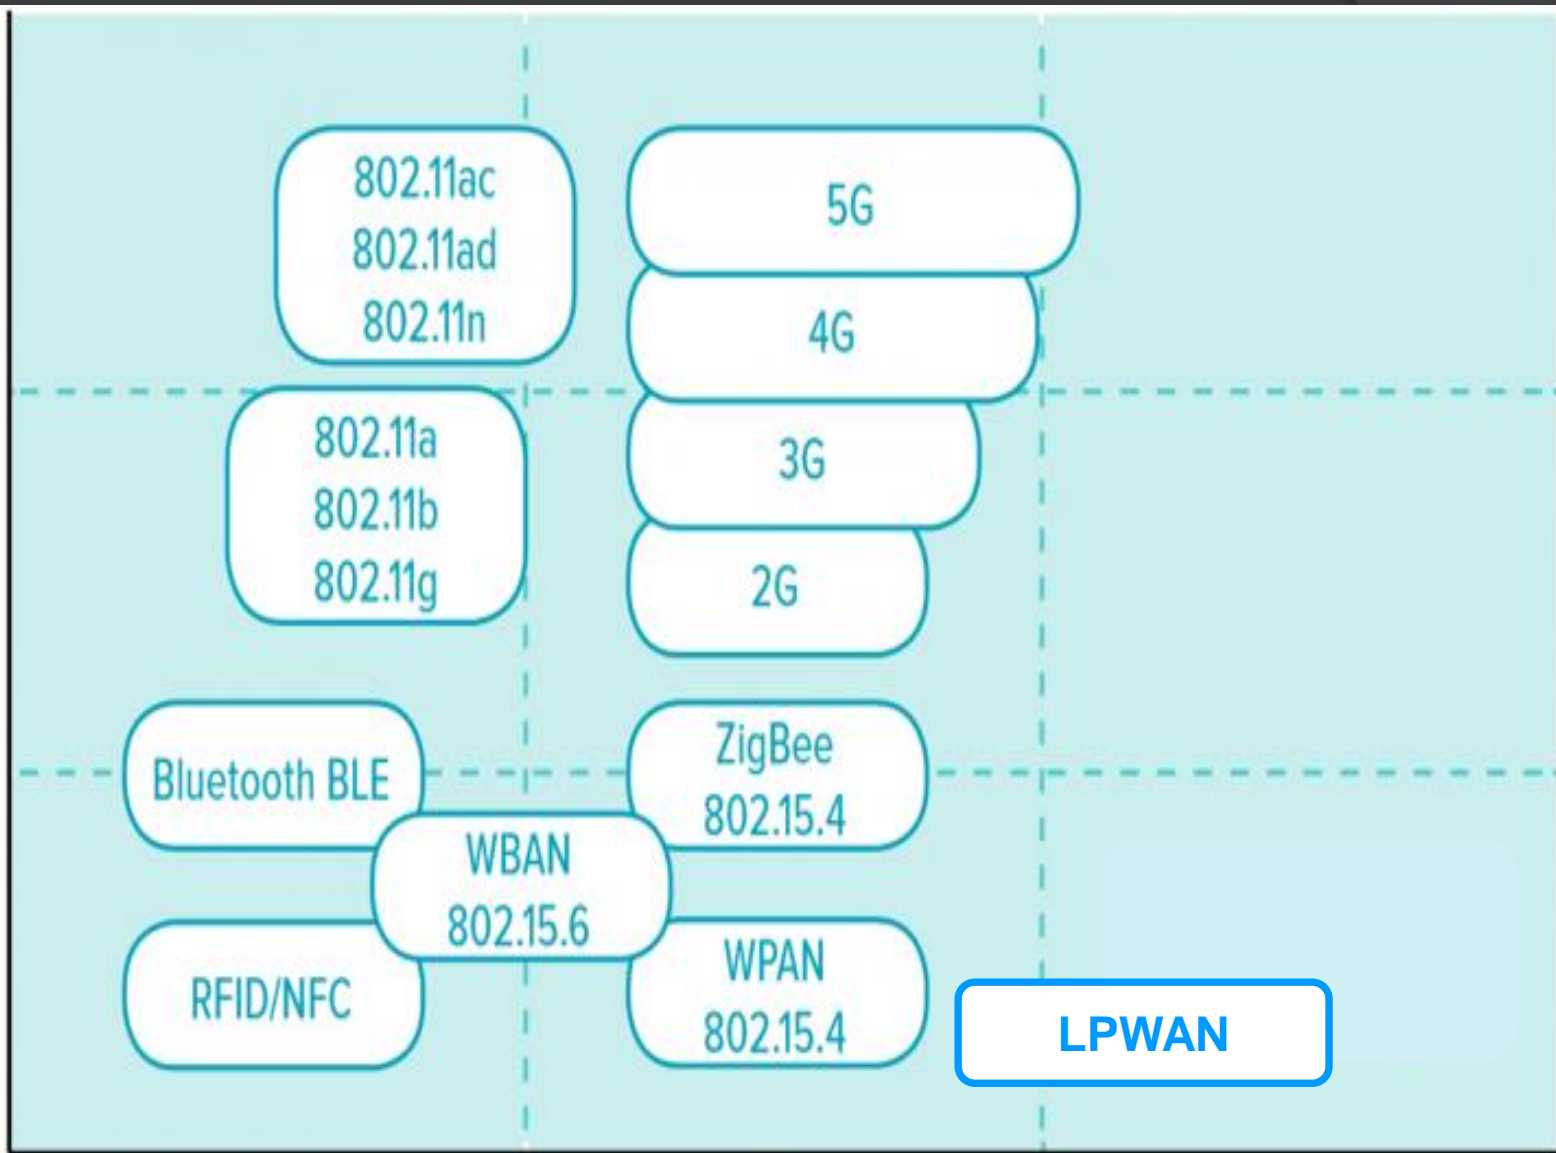 802.11ac
802.11ad
802.11n
5G
4G
802.11a
802.11b
802.11g
3G
2G
Bluetooth BLE
ZigBee
802.15.4
WBAN
802.15.6
RFID/NFC
WPAN
802.15.4
LPWAN